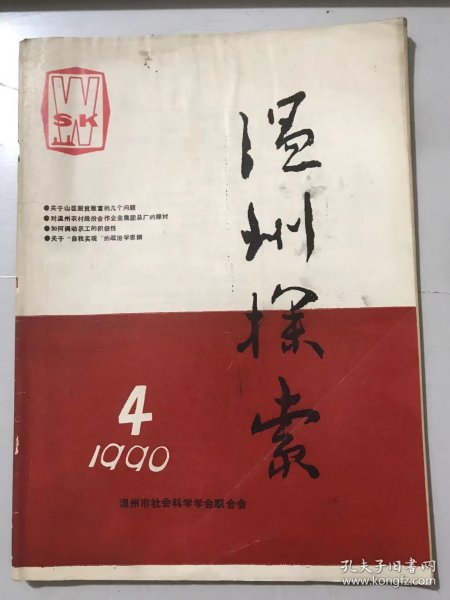 WSK
温州探索
●关于山区脱贫致富的几个问题
●对温州农村股份合作企业集团总厂的探讨
●如何调动职工的积极性
●关于“自我实现”的政治学思辨
4
1990
温州市社会科学学会联合会
孔夫子旧书网
www.kongfz.com